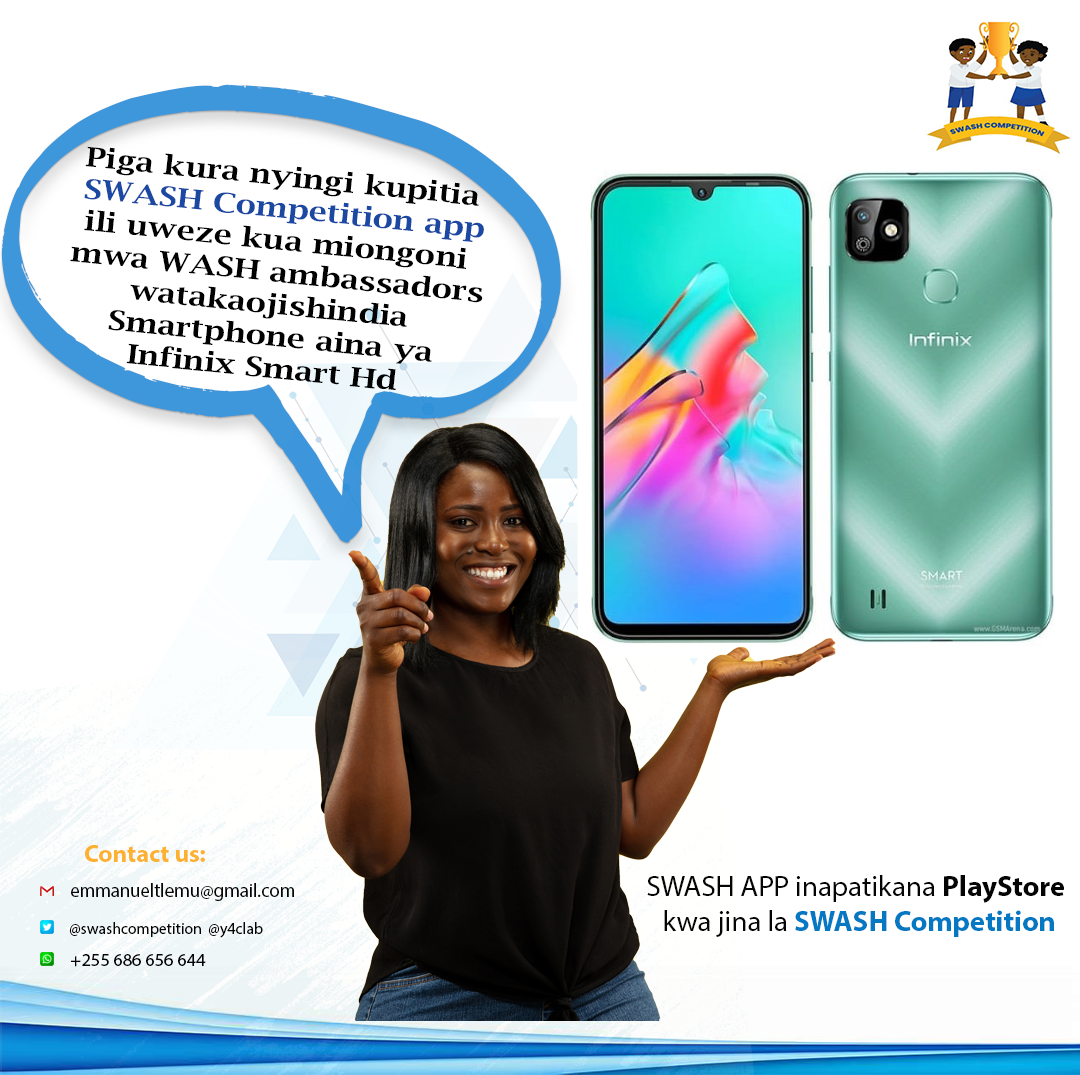 SWASH COMPETITION
Piga kura nyingi kupitia
SWASH Competition app
ili uweze kua miongoni
mwa WASH ambassadors
watakaojishindia
Smartphone aina ya
Infinix Smart Hd
Infinix
SMART
www.GSMArena.com
Contact us:
emmanueltlemu@gmail.com
@swashcompetition @y4clab
+255 686 656 644
SWASH APP inapatikana PlayStore
kwa jina la SWASH Competition